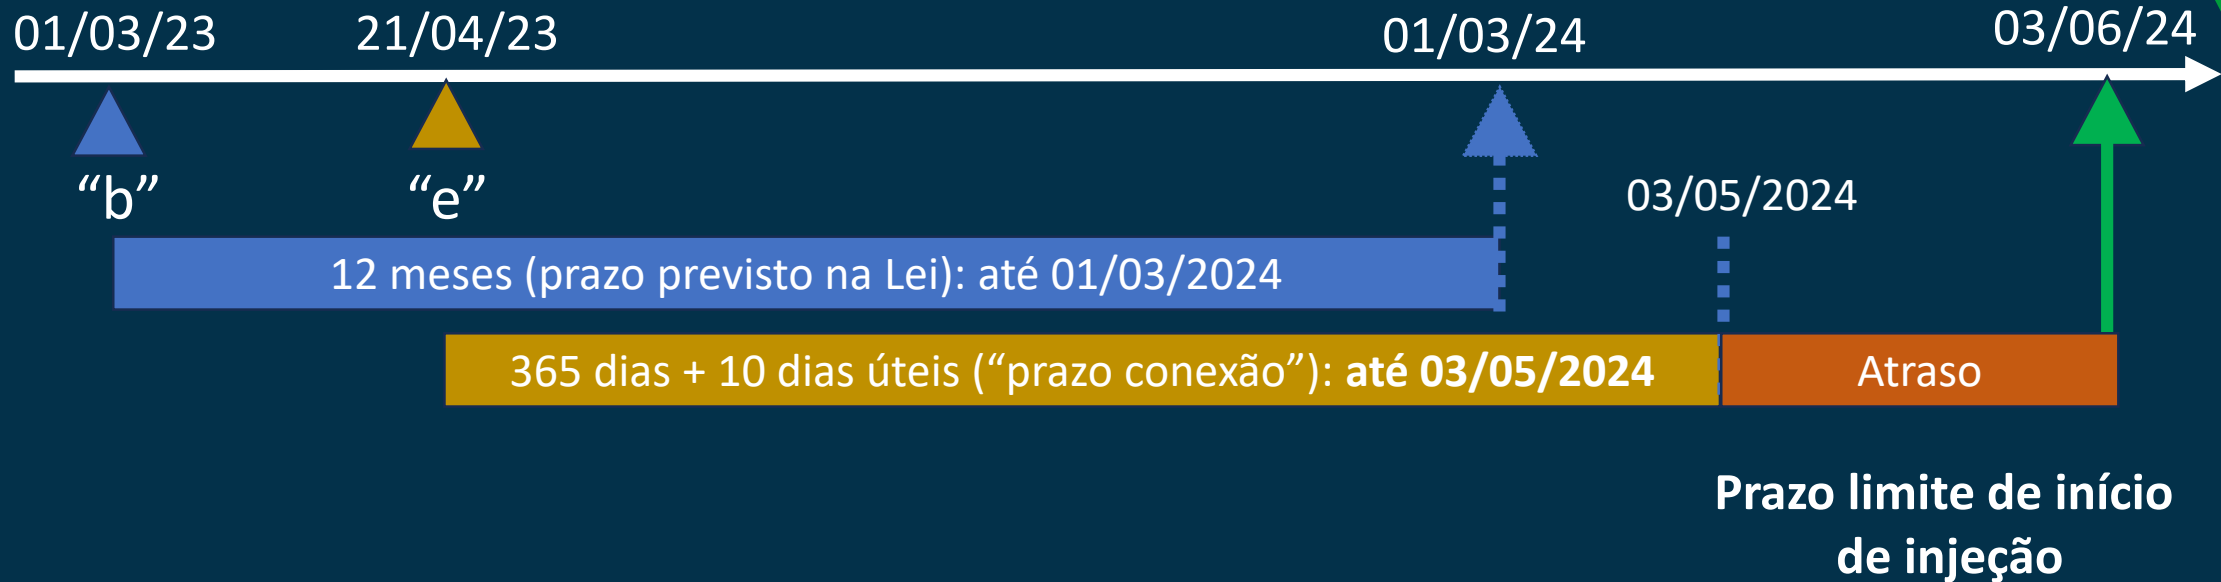 01/03/23
21/04/23
01/03/24
03/06/24
“b”
“e”
03/05/2024
12 meses (prazo previsto na Lei): até 01/03/2024
365 dias + 10 dias úteis (“prazo conexão”): até 03/05/2024
Atraso
Prazo limite de início
de injeção